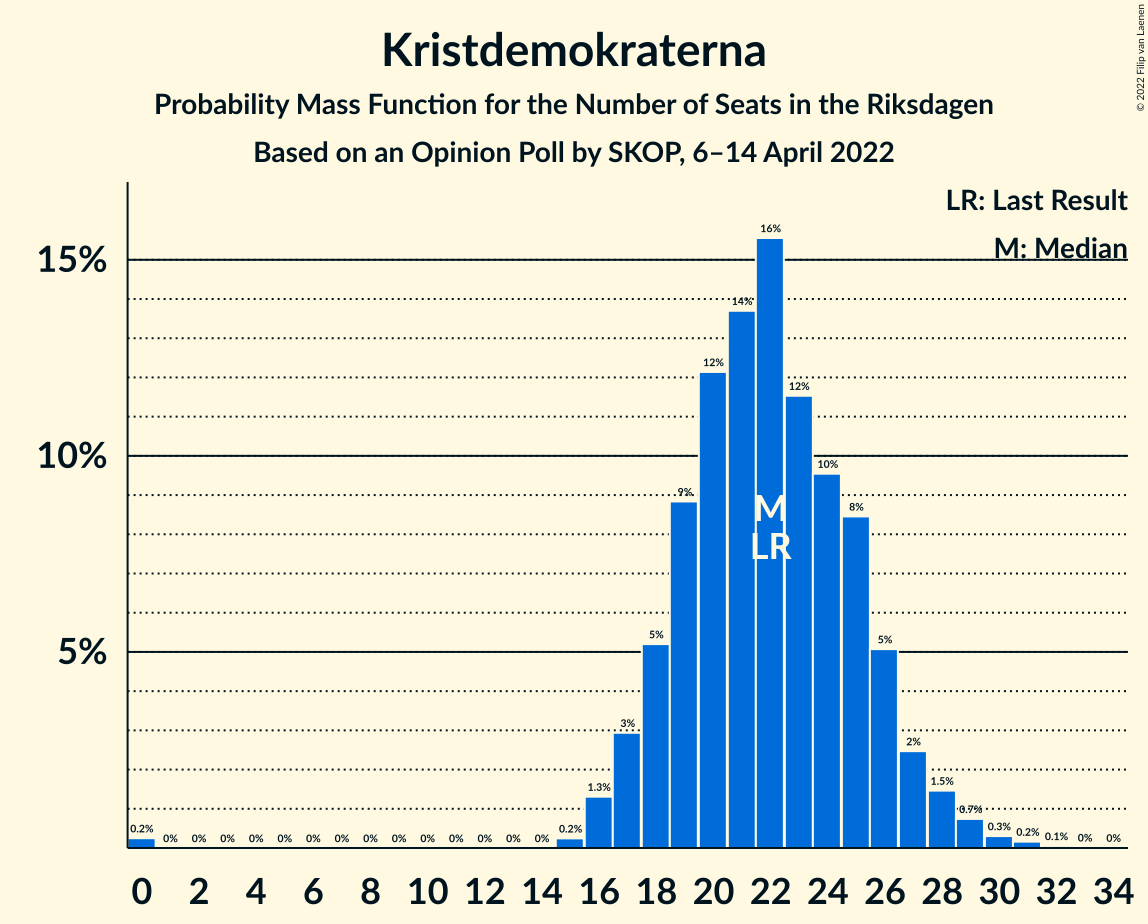 Kristdemokraterna
Probability Mass Function for the Number of Seats in the Riksdagen
Based on an Opinion Poll by SKOP, 6–14 April 2022
© 2022 Filip van Laenen
LR: Last Result
M: Median
15%
10%
5%
0.2% 0% 0% 0% 0% 0% 0% 0% 0% 0% 0% 0% 0% 0% 0% 0.2% 1.3% 3% 5% 9% 12% 14% 16% 12% 10% 8% 5% 2% 1.5% 0.7% 0.3% 0.2% 0.1% 0% 0%
M
LR
0 2 4 6 8 10 12 14 16 18 20 22 24 26 28 30 32 34